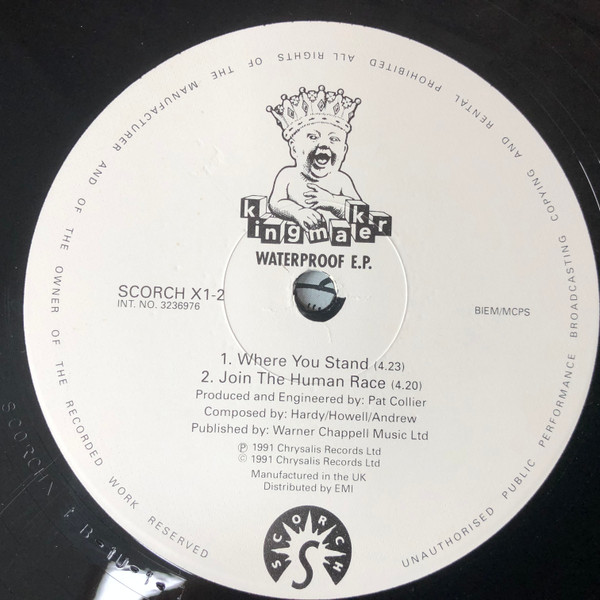 kingmaker
WATERPROOF E.P.
SCORCH X1-2
INT. NO. 3236976
BIEM/MCPS
1. Where You Stand (4.23)
2. Join The Human Race (4.20)
Produced and Engineered by: Pat Collier
Composed by: Hardy/Howell/Andrew
Published by: Warner Chappell Music Ltd
Ⓟ 1991 Chrysalis Records Ltd
© 1991 Chrysalis Records Ltd
Manufactured in the UK
Distributed by EMI
SCORCH
S
ALL RIGHTS OF THE MANUFACTURER AND OF THE OWNER OF THE RECORDED WORK RESERVED
UNAUTHORISED PUBLIC PERFORMANCE BROADCASTING COPYING AND RENTAL PROHIBITED